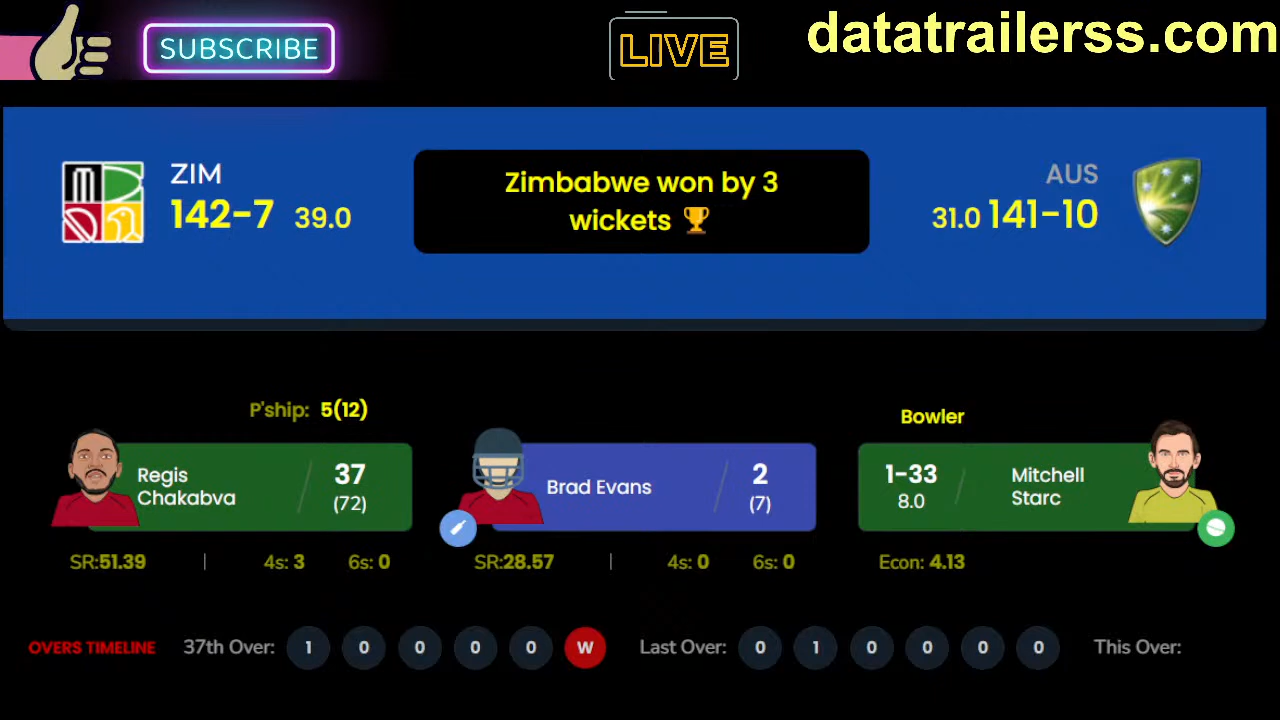 SUBSCRIBE
LIVE
datatrailerss.com
ZIM
142-7 39.0
Zimbabwe won by 3
wickets 🏆
AUS
31.0 141-10
P'ship: 5(12)
Regis
Chakabva
37
(72)
SR:51.39 | 4s: 3 6s: 0
Brad Evans
2
(7)
SR:28.57 | 4s: 0 6s: 0
Bowler
1-33
8.0
Mitchell
Starc
Econ: 4.13
OVERS TIMELINE 37th Over: 1 0 0 0 0 W Last Over: 0 1 0 0 0 0 This Over: